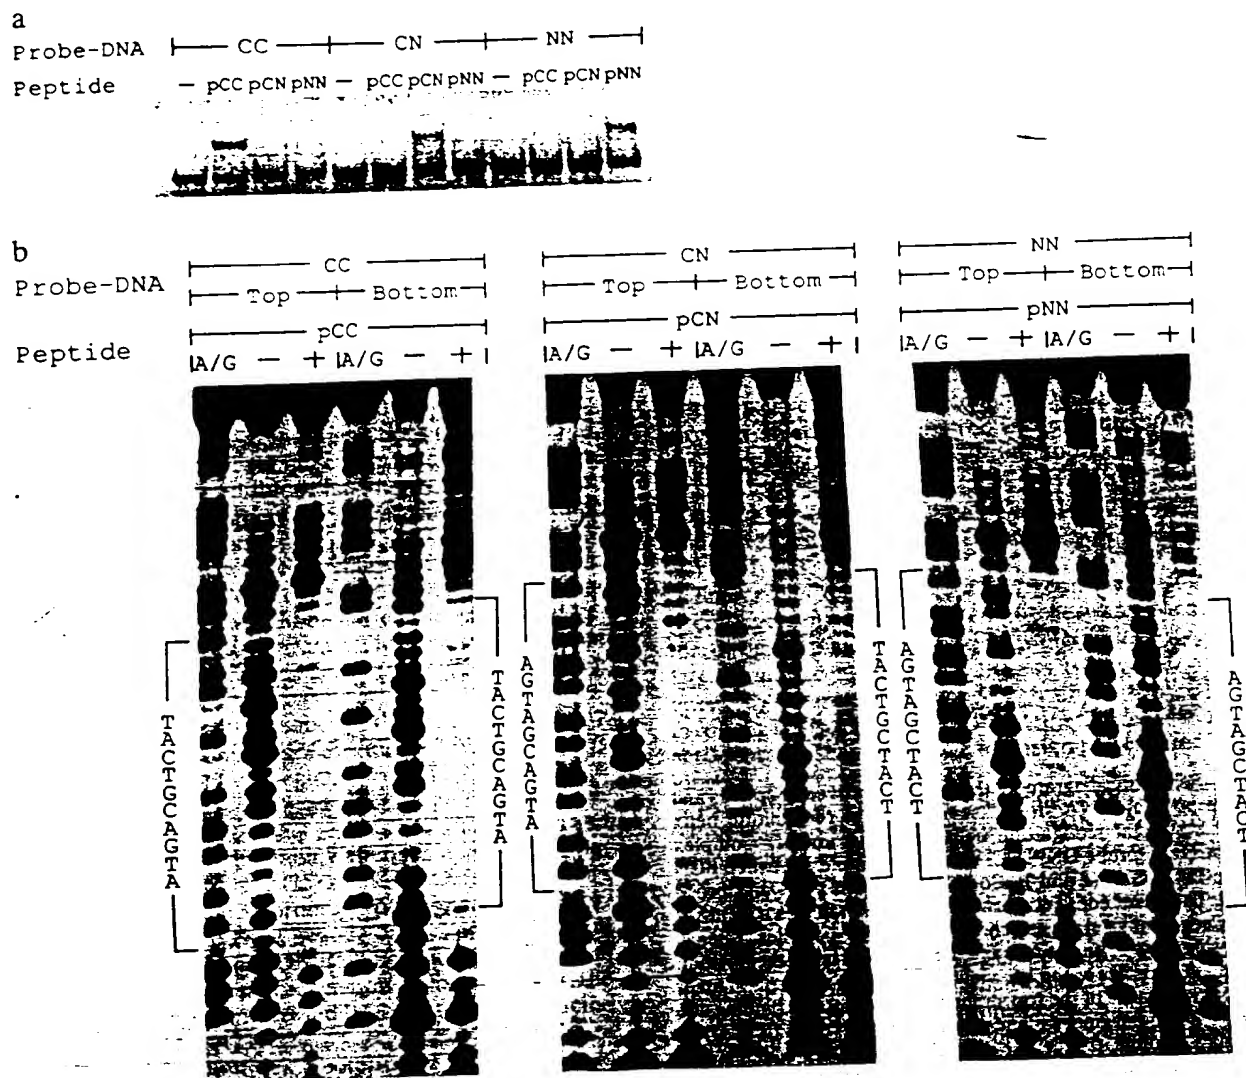 a
Probe-DNA CC CN NN
Peptide − pCC pCN pNN − pCC pCN pNN − pCC pCN pNN
b
Probe-DNA CC CN NN
Top Bottom Top Bottom Top Bottom
pCC pCN pNN
Peptide A/G − + A/G − + A/G − + A/G − + A/G − + A/G − +
TACTGCAGTA
TACTGCAGTA
AGTAGCAGTA
TACTGCTACT
AGTAGCTACT
AGTAGCTACT